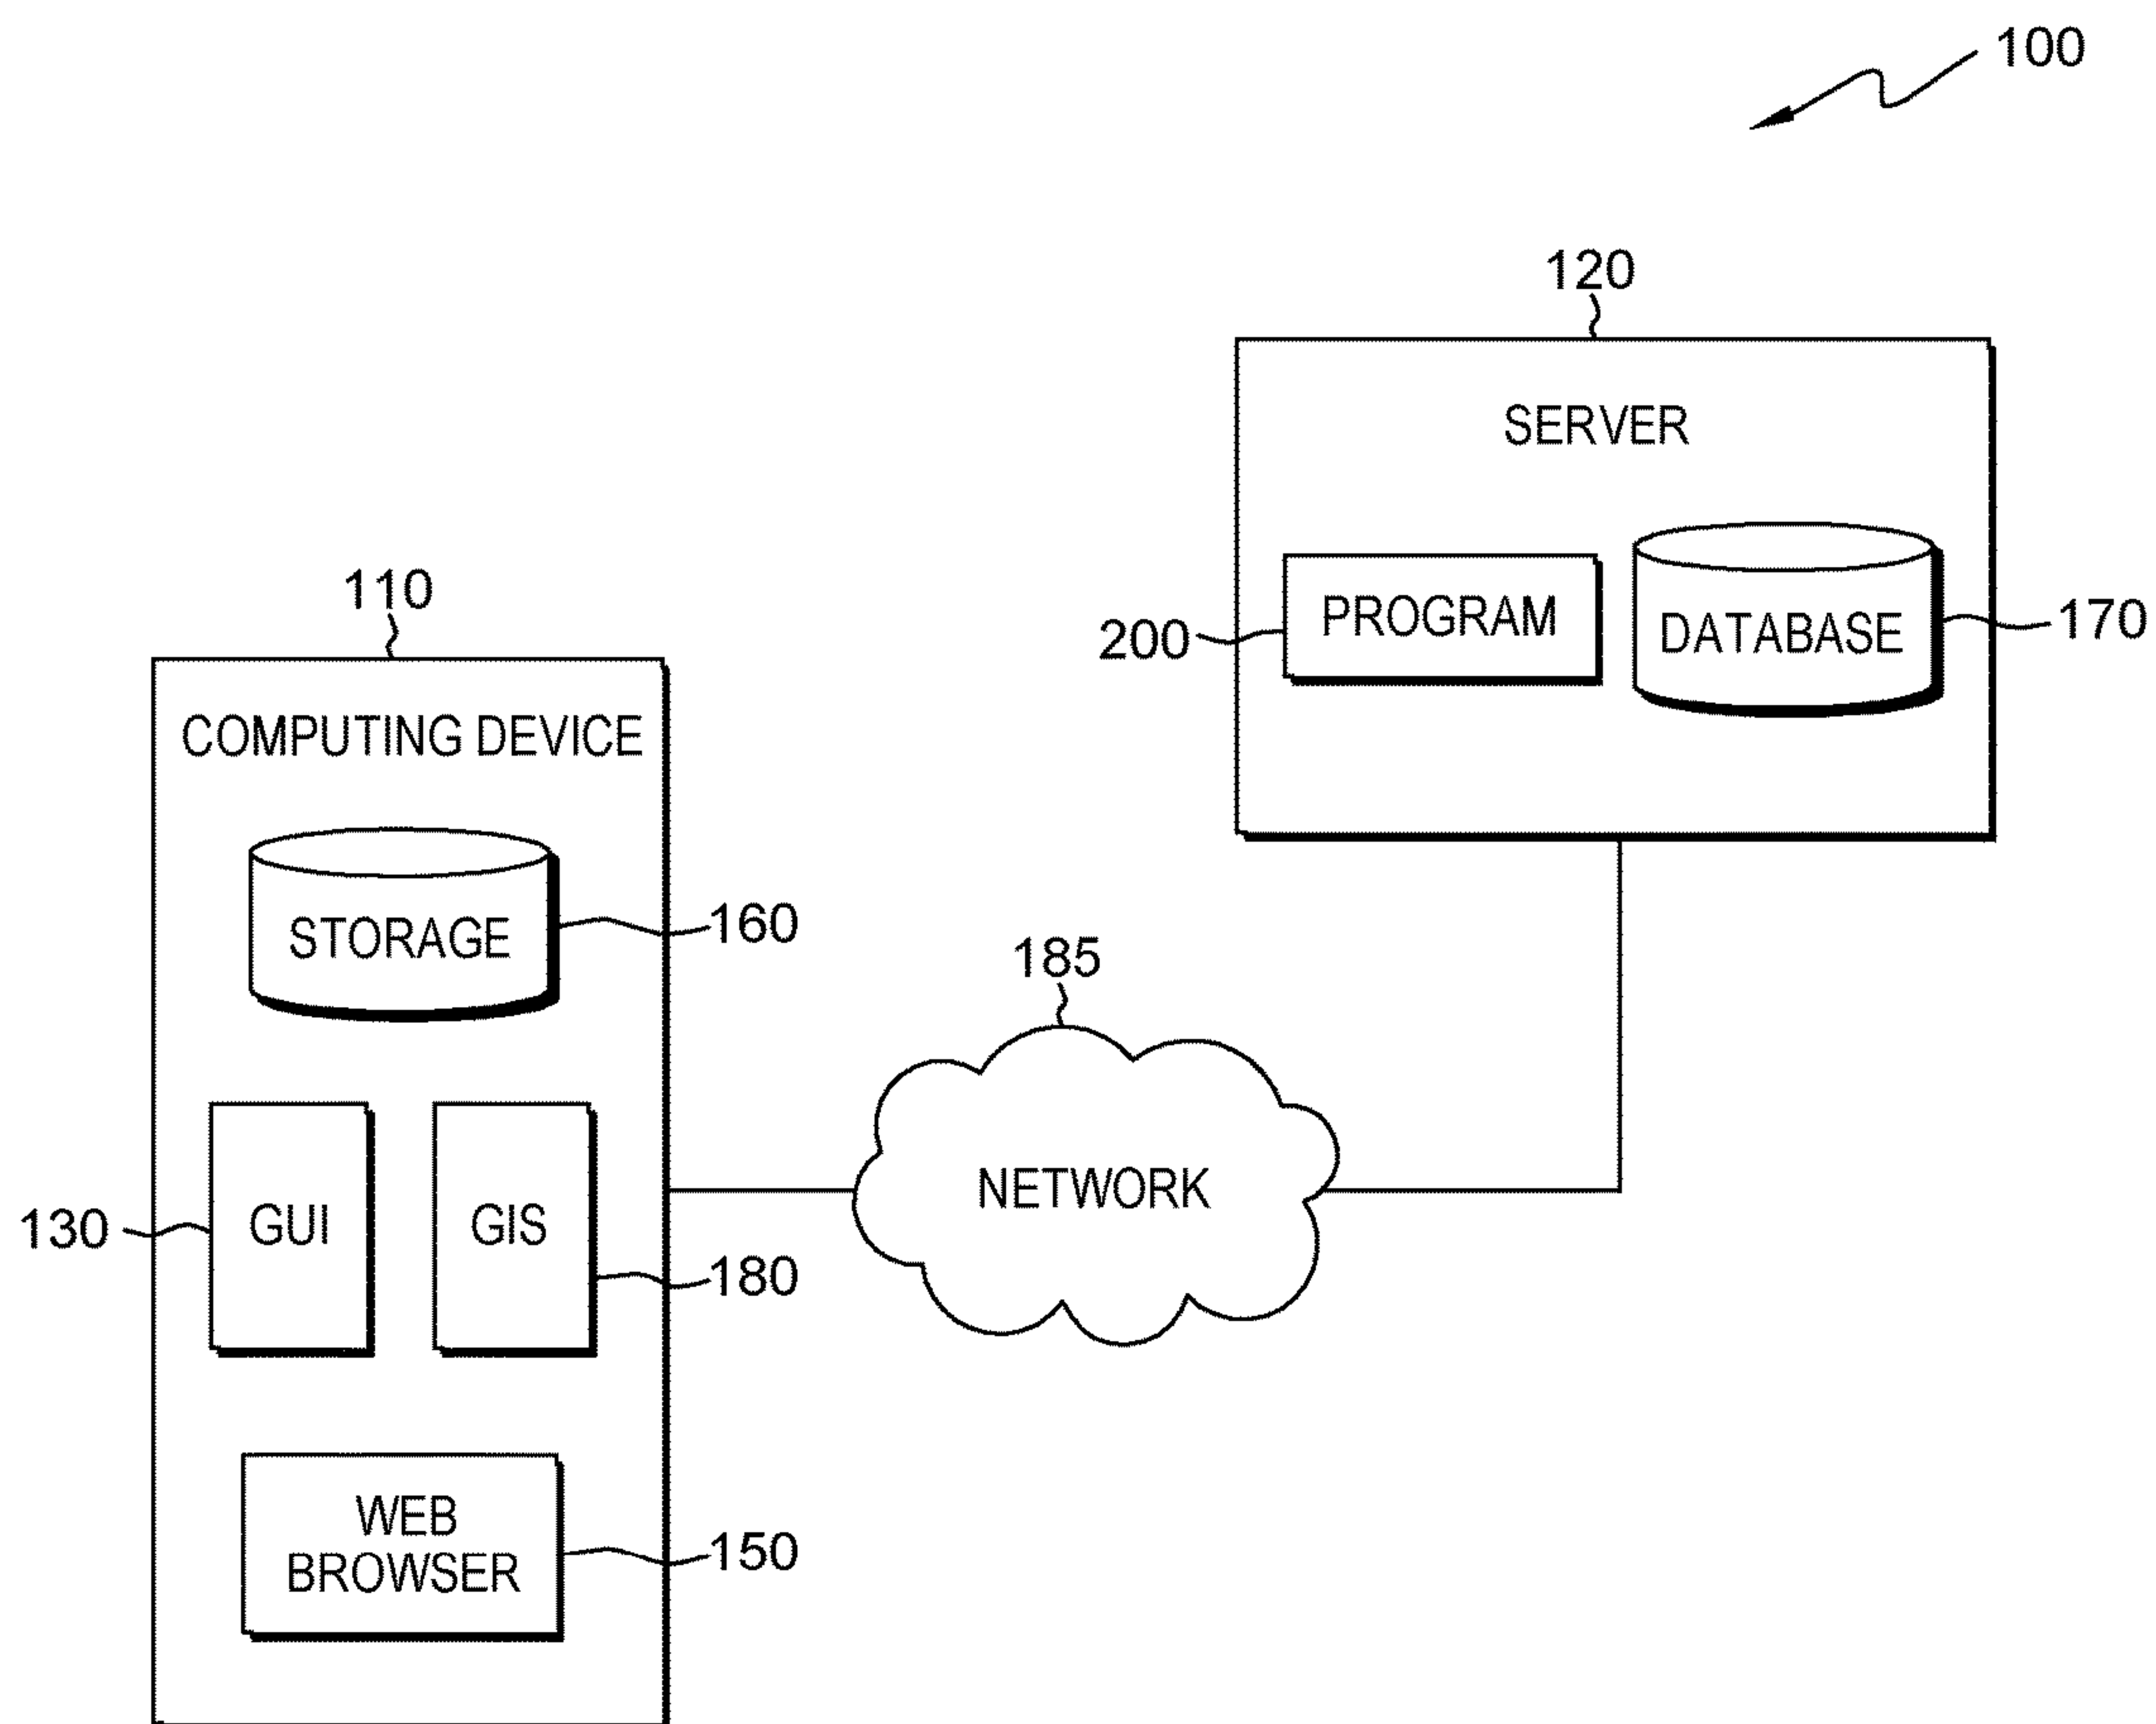 100
120
SERVER
PROGRAM
200
DATABASE
170
110
COMPUTING DEVICE
STORAGE
160
185
NETWORK
130
GUI
GIS
180
WEB
BROWSER
150